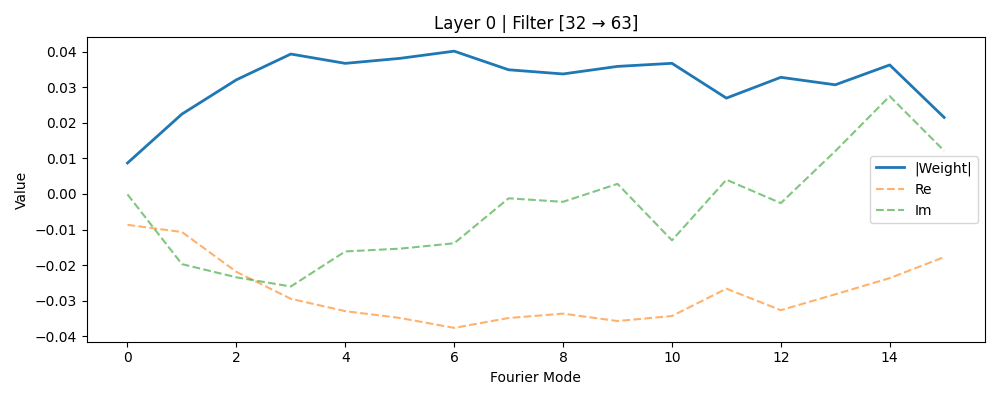 Layer 0 | Filter [32 → 63]
Value
0.04
0.03
0.02
0.01
0.00
−0.01
−0.02
−0.03
−0.04
|Weight|
Re
Im
0 2 4 6 8 10 12 14
Fourier Mode